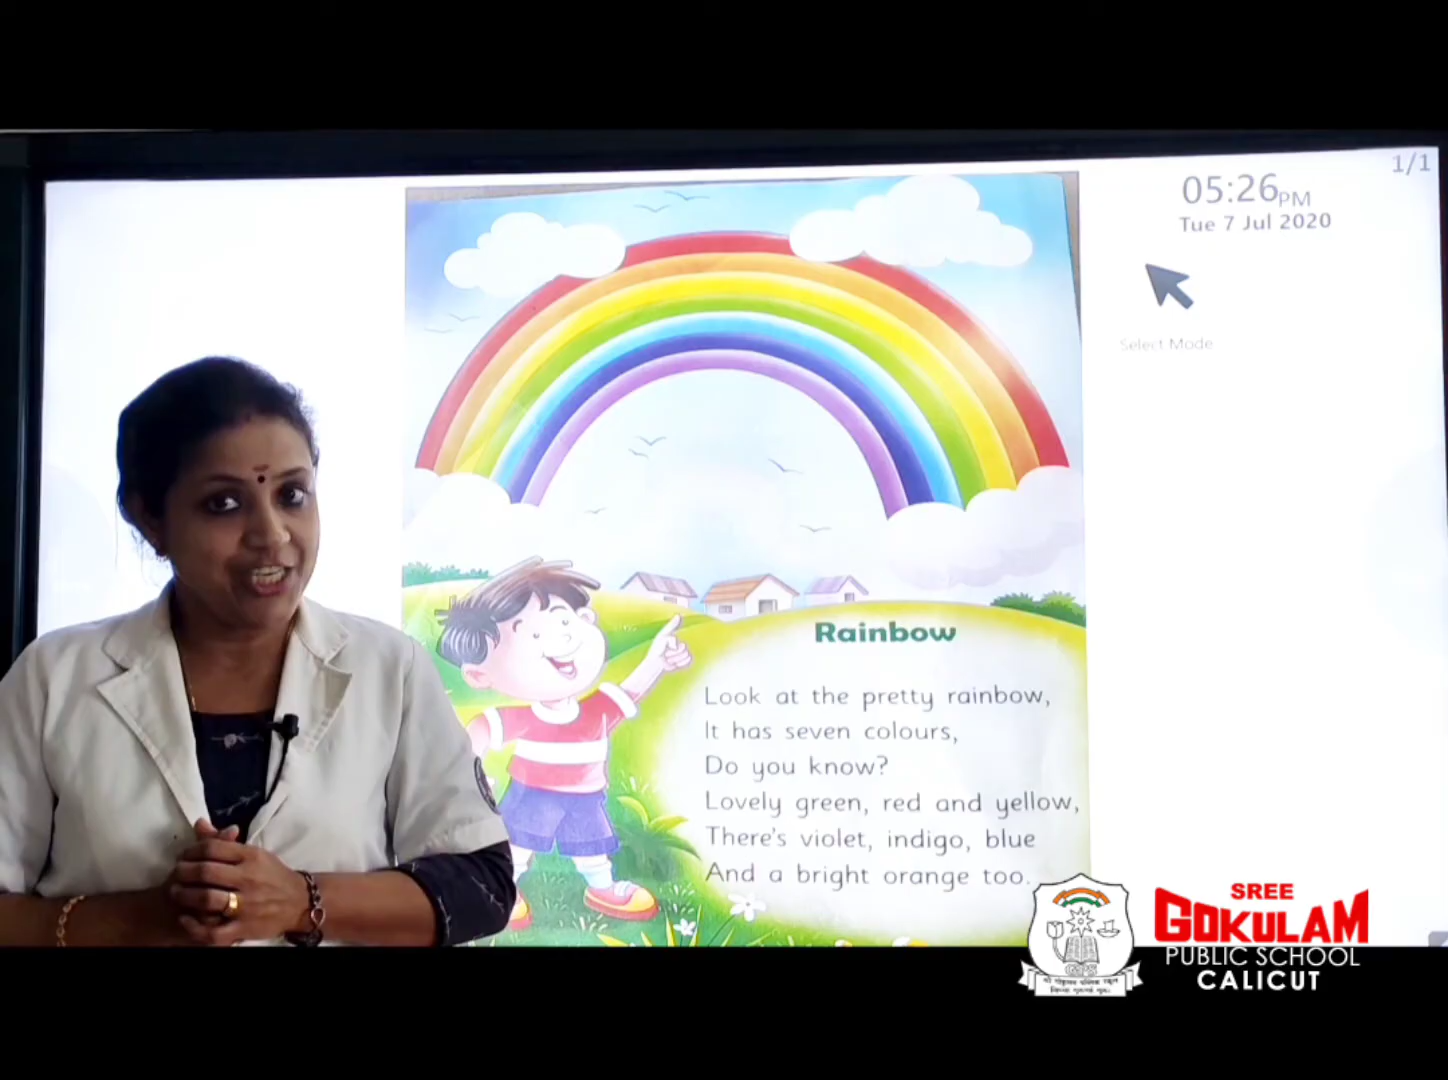 1/1
05:26PM
Tue 7 Jul 2020
Select Mode
Rainbow
Look at the pretty rainbow,
It has seven colours,
Do you know?
Lovely green, red and yellow,
There's violet, indigo, blue
And a bright orange too.
SREE
GOKULAM
PUBLIC SCHOOL
CALICUT
GPS